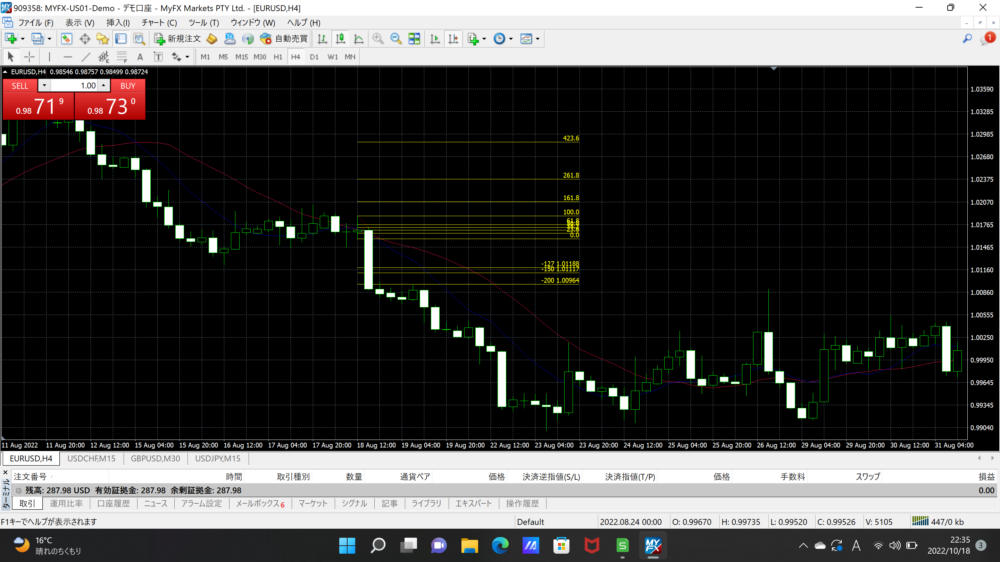 909358: MYFX-US01-Demo - デモ口座 - MyFX Markets PTY Ltd. - [EURUSD,H4]
ファイル (F) 表示 (V) 挿入(I) チャート (C) ツール (T) ウィンドウ (W) ヘルプ (H)
新規注文 自動売買
1
E F A T M1 M5 M15 M30 H1 H4 D1 W1 MN
EURUSD,H4 0.98546 0.98757 0.98499 0.98724
SELL 1.00 BUY
0.98 71 9 0.98 73 0
1.03590
1.03285
1.02985
1.02680
1.02375
1.02070
1.01765
1.01465
1.01160
1.00860
1.00555
1.00250
0.99950
0.99645
0.99345
0.99040
423.6
261.8
161.8
100.0
61.8
23.6
0.0
-127 1.01188
-150 1.01117
-200 1.00964
11 Aug 2022 11 Aug 20:00 12 Aug 12:00 15 Aug 04:00 15 Aug 20:00 16 Aug 12:00 17 Aug 04:00 17 Aug 20:00 18 Aug 12:00 19 Aug 04:00 19 Aug 20:00 22 Aug 12:00 23 Aug 04:00 23 Aug 20:00 24 Aug 12:00 25 Aug 04:00 25 Aug 20:00 26 Aug 12:00 29 Aug 04:00 29 Aug 20:00 30 Aug 12:00 31 Aug 04:00
EURUSD,H4 USDCHF,M15 GBPUSD,M30 USDJPY,M15
ターミナル
注文番号 時間 取引種別 数量 通貨ペア 価格 決済逆指値(S/L) 決済指値(T/P) 価格 手数料 スワップ 損益
残高: 287.98 USD 有効証拠金: 287.98 余剰証拠金: 287.98 0.00
取引 運用比率 口座履歴 ニュース アラーム設定 メールボックス 6 マーケット シグナル 記事 ライブラリ エキスパート 操作履歴
F1キーでヘルプが表示されます Default 2022.08.24 00:00 O: 0.99670 H: 0.99735 L: 0.99520 C: 0.99526 V: 5105 447/0 kb
16°C
晴れのちくもり
S
MY FX
A
22:35
2022/10/18
3